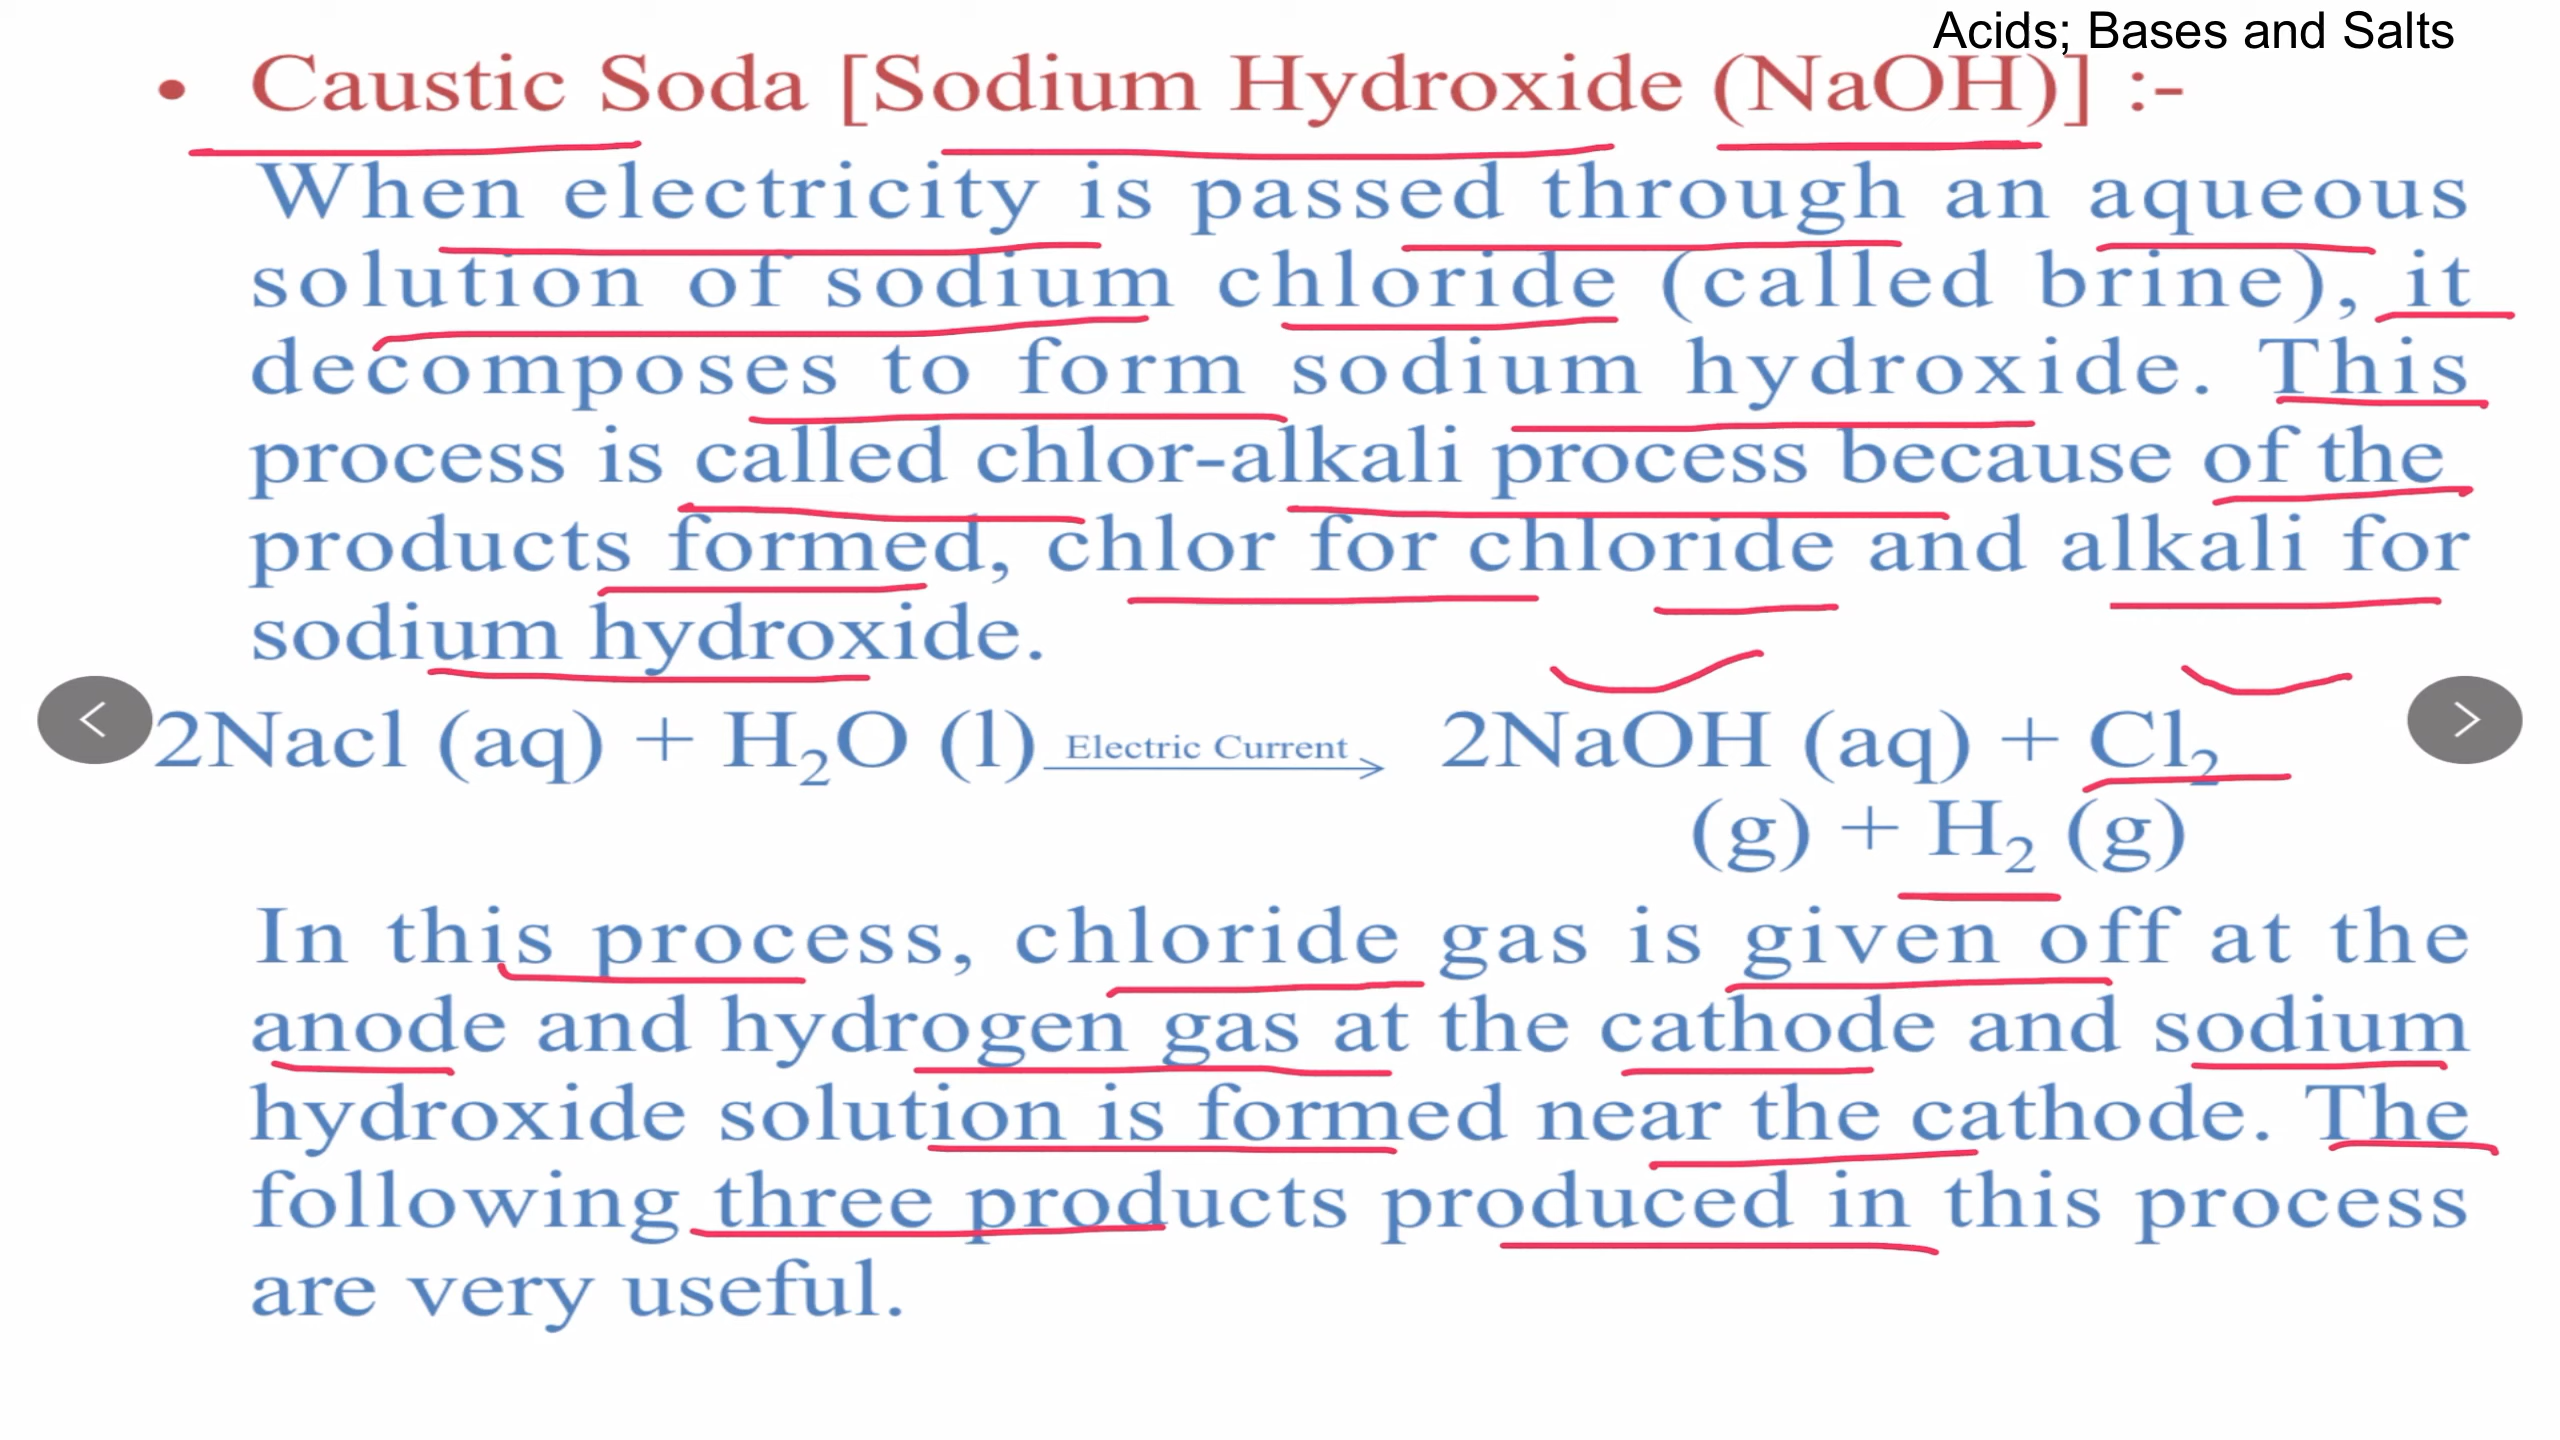 Acids; Bases and Salts
• Caustic Soda [Sodium Hydroxide (NaOH)] :-
When electricity is passed through an aqueous
solution of sodium chloride (called brine), it
decomposes to form sodium hydroxide. This
process is called chlor-alkali process because of the
products formed, chlor for chloride and alkali for
sodium hydroxide.
2Nacl (aq) + H₂O (l) Electric Current → 2NaOH (aq) + Cl₂
(g) + H₂ (g)
In this process, chloride gas is given off at the
anode and hydrogen gas at the cathode and sodium
hydroxide solution is formed near the cathode. The
following three products produced in this process
are very useful.